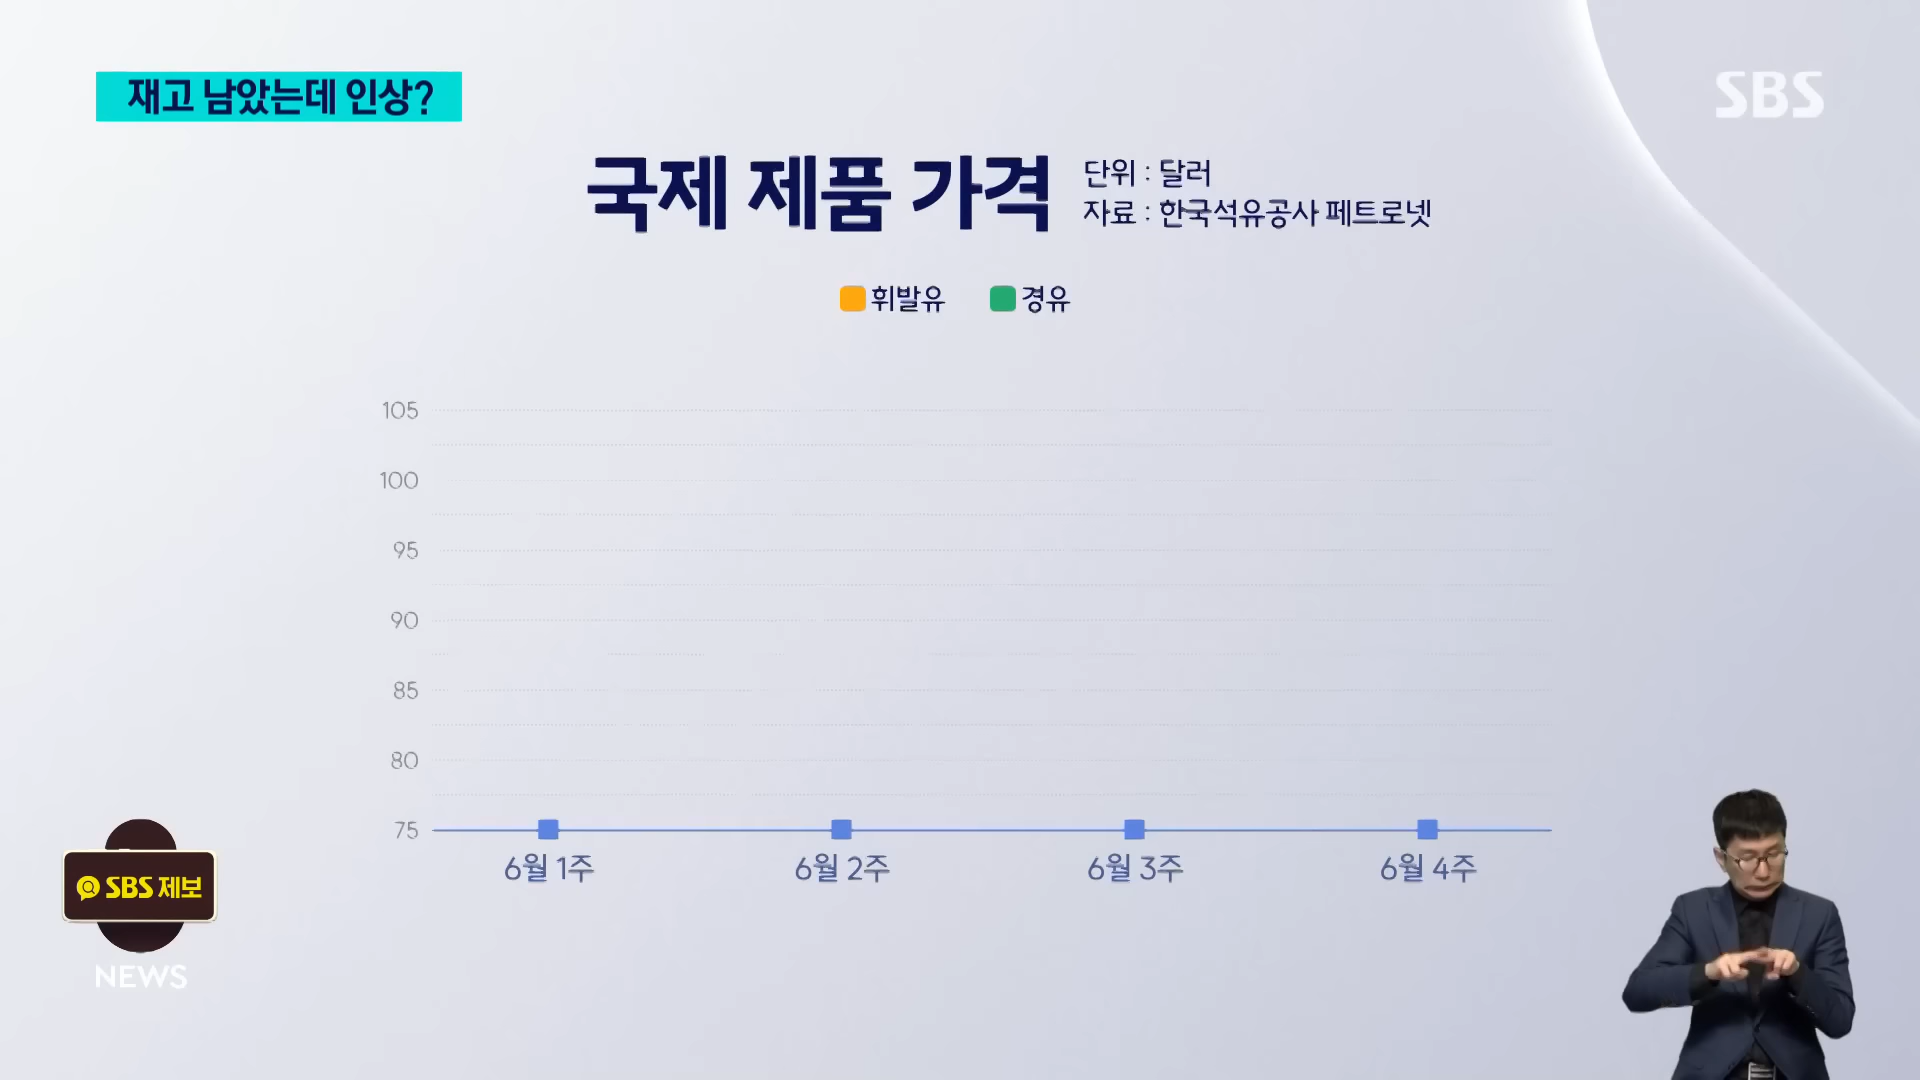 재고 남았는데 인상?
SBS
국제 제품 가격
단위 : 달러
자료 : 한국석유공사 페트로넷
휘발유
경유
105
100
95
90
85
80
75
6월 1주
6월 2주
6월 3주
6월 4주
SBS 제보
NEWS